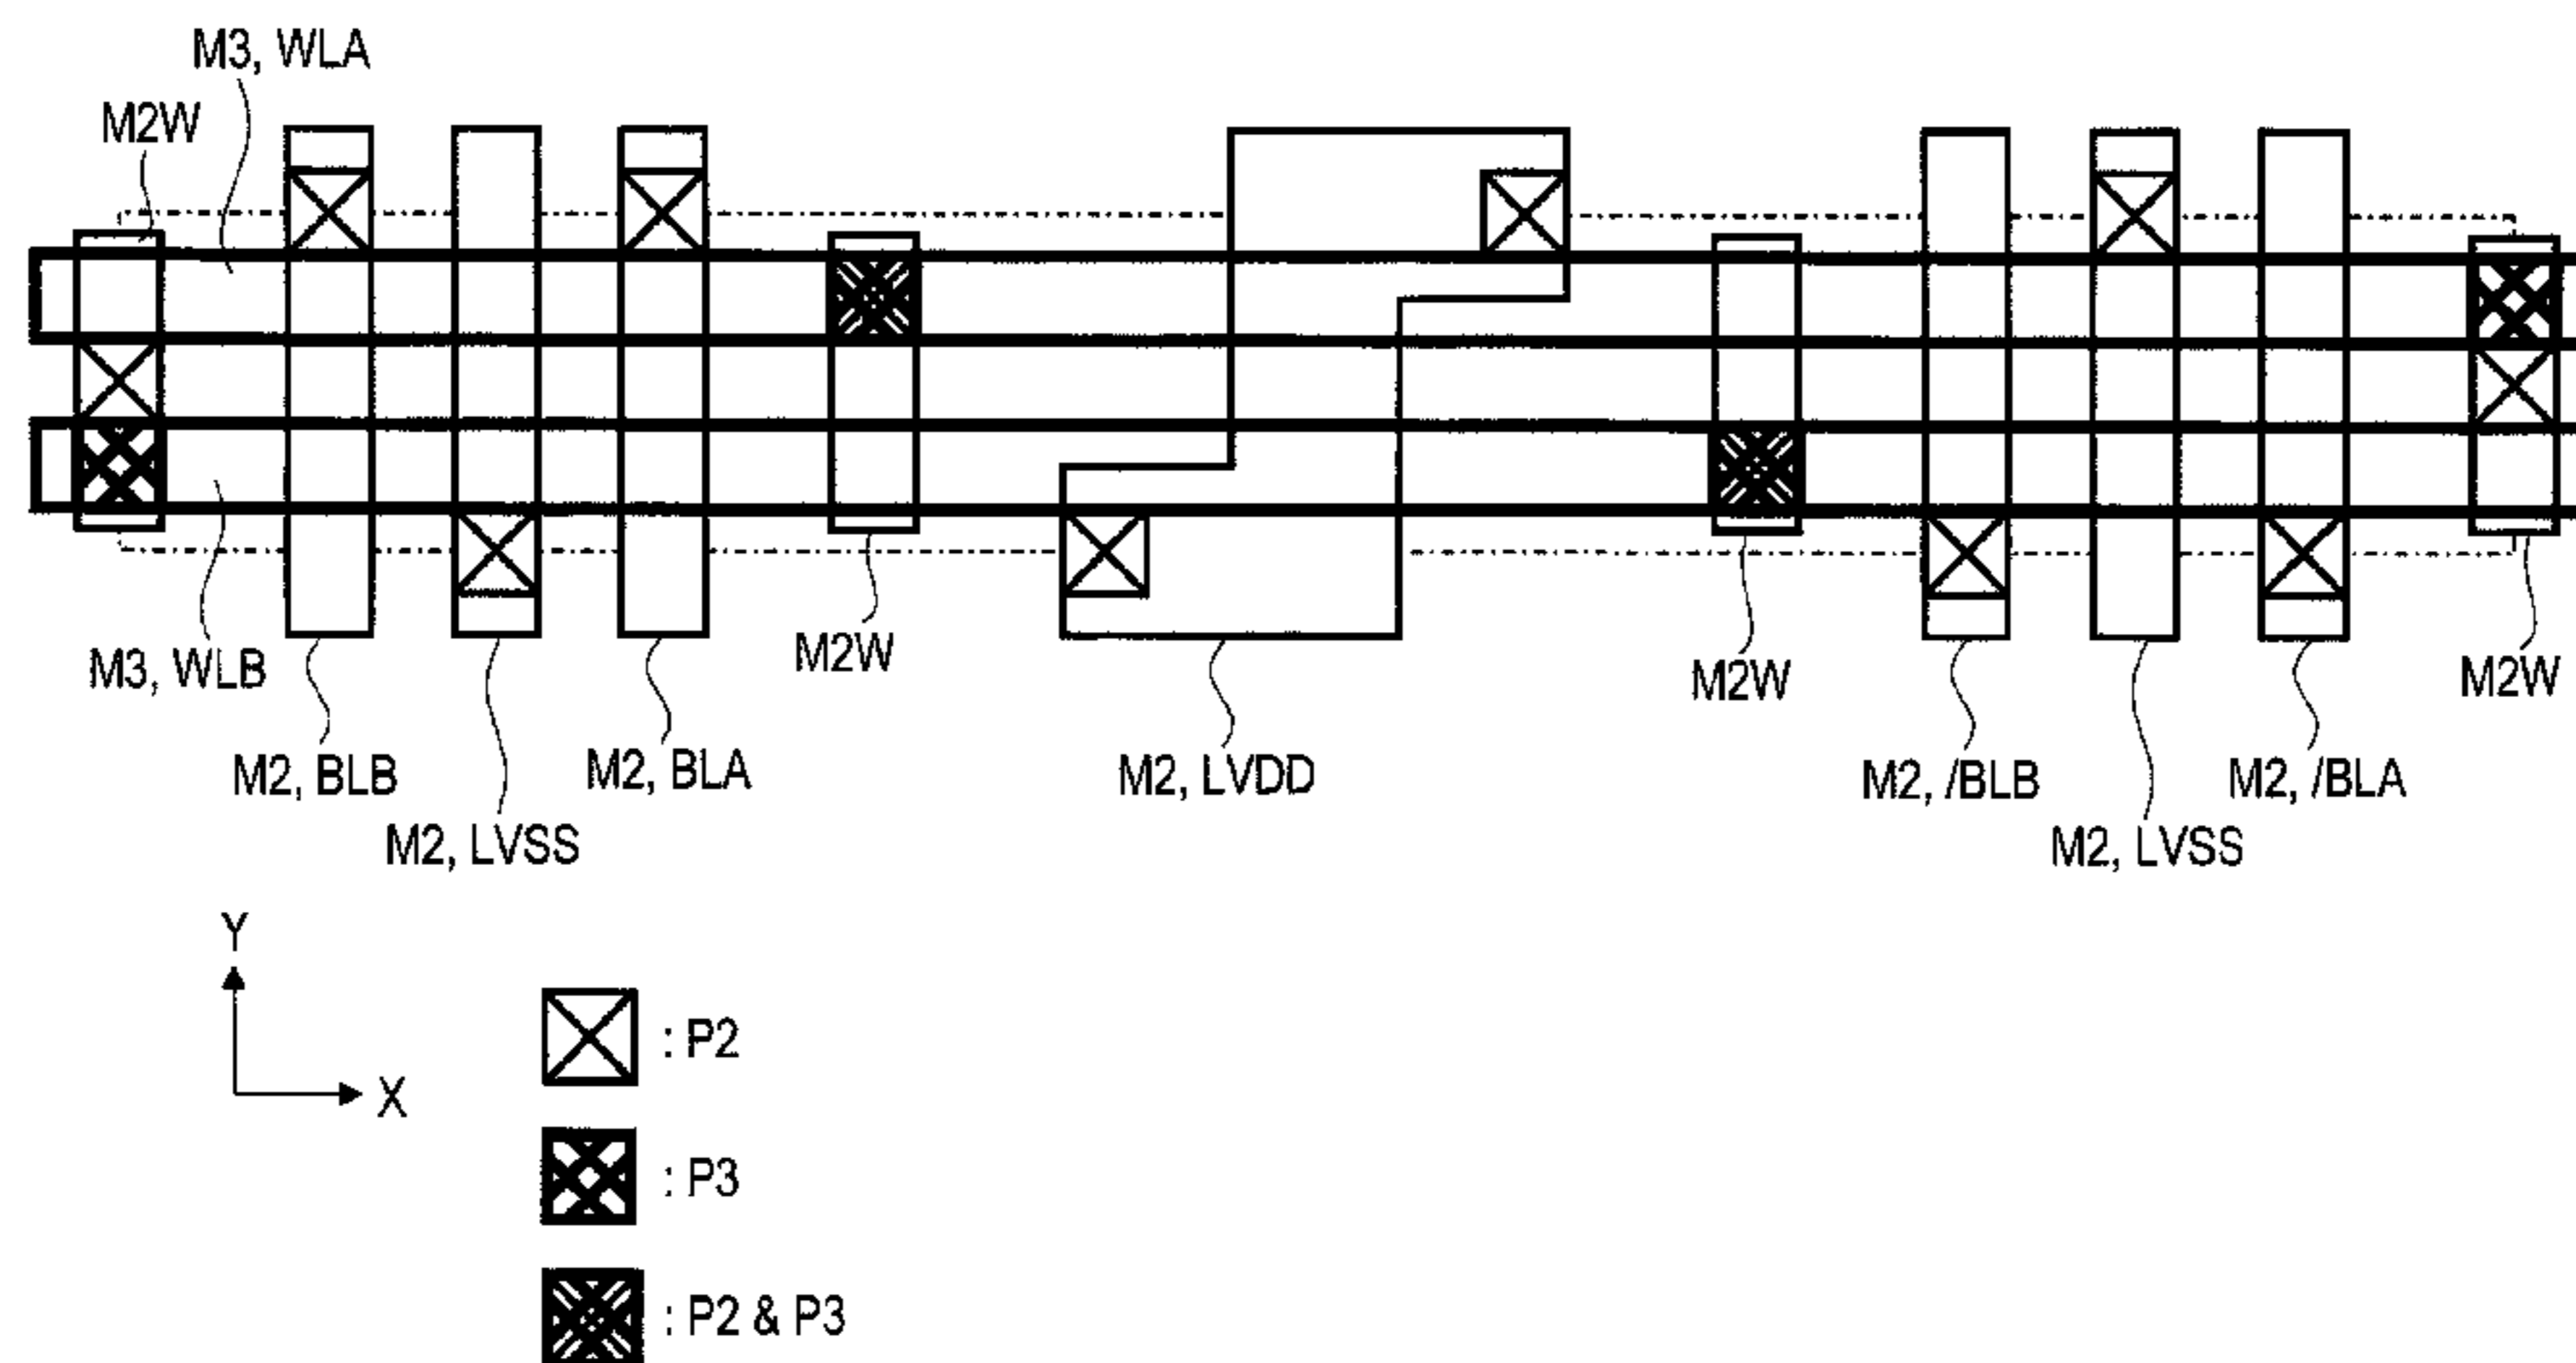 M3, WLA
M2W
M3, WLB
M2W
M2W
M2W
M2, BLB
M2, BLA
M2, LVDD
M2, /BLB
M2, /BLA
M2, LVSS
M2, LVSS
Y
X
: P2
: P3
: P2 & P3